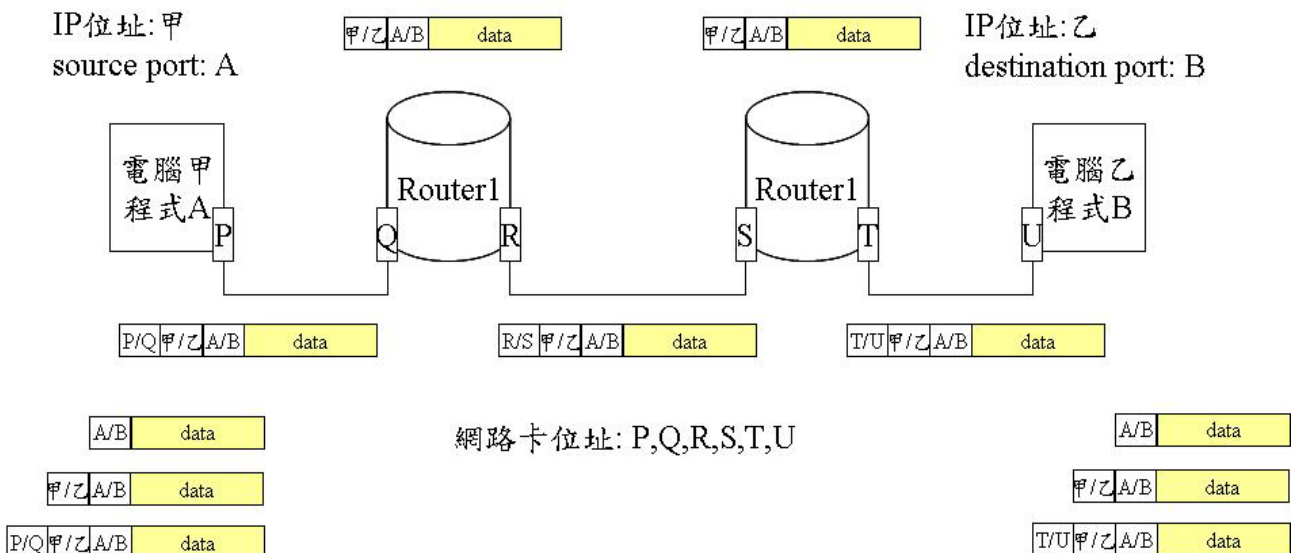 IP位址:甲
source port: A
甲/乙 A/B data
甲/乙 A/B data
IP位址:乙
destination port: B
電腦甲
程式A
P
Q
Router1
R
S
Router1
T
U
電腦乙
程式B
P/Q 甲/乙 A/B data
R/S 甲/乙 A/B data
T/U 甲/乙 A/B data
A/B data
甲/乙 A/B data
P/Q 甲/乙 A/B data
網路卡位址: P,Q,R,S,T,U
A/B data
甲/乙 A/B data
T/U 甲/乙 A/B data